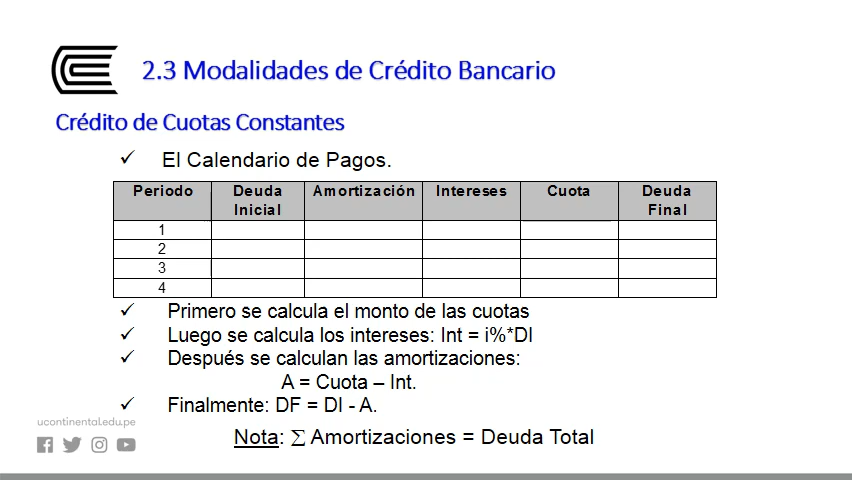 2.3 Modalidades de Crédito Bancario
Crédito de Cuotas Constantes
✓ El Calendario de Pagos.
Periodo Deuda Inicial Amortización Intereses Cuota Deuda Final
1
2
3
4
✓ Primero se calcula el monto de las cuotas
✓ Luego se calcula los intereses: Int = i%*DI
✓ Después se calculan las amortizaciones:
A = Cuota – Int.
✓ Finalmente: DF = DI - A.
ucontinental.edu.pe
Nota: ∑ Amortizaciones = Deuda Total